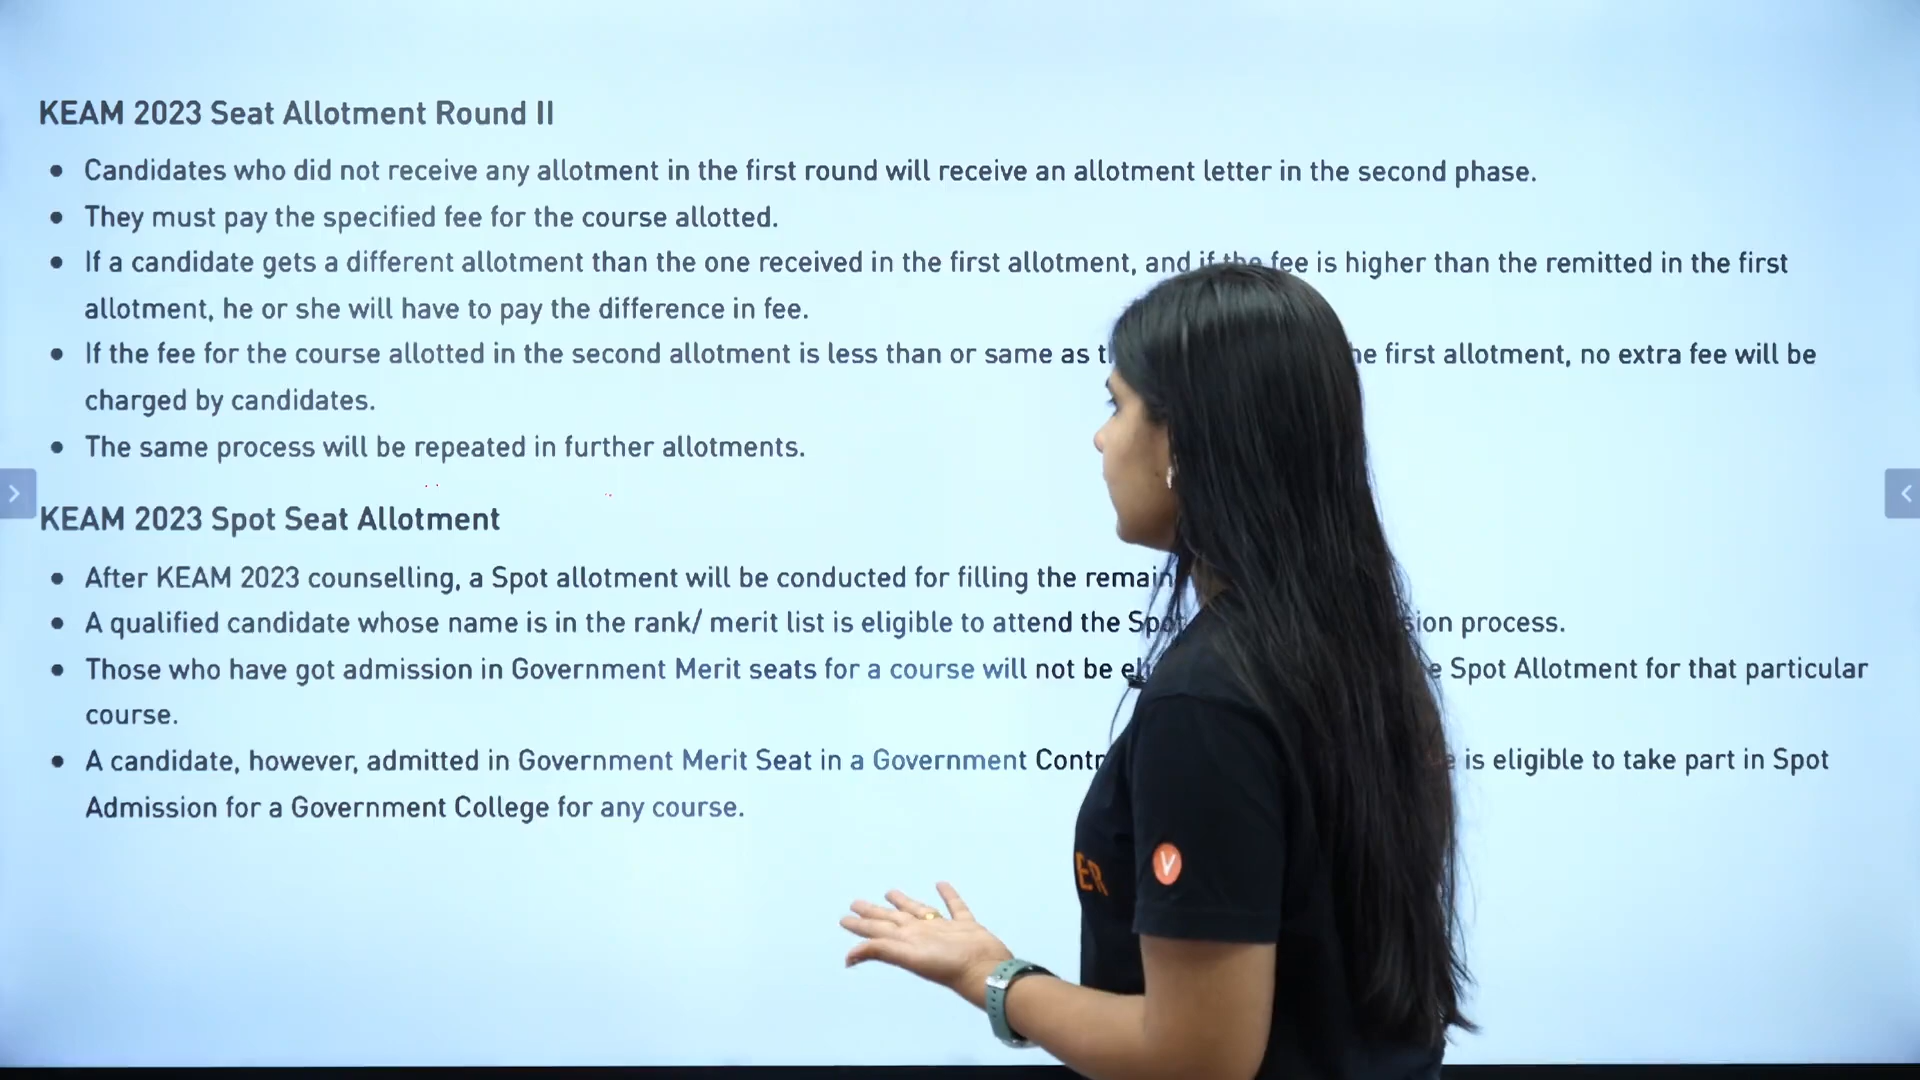 KEAM 2023 Seat Allotment Round II
• Candidates who did not receive any allotment in the first round will receive an allotment letter in the second phase.
• They must pay the specified fee for the course allotted.
• If a candidate gets a different allotment than the one received in the first allotment, and if the fee is higher than the remitted in the first
allotment, he or she will have to pay the difference in fee.
• If the fee for the course allotted in the second allotment is less than or same as first allotment, no extra fee will be
charged by candidates.
• The same process will be repeated in further allotments.
KEAM 2023 Spot Seat Allotment
• After KEAM 2023 counselling, a Spot allotment will be conducted for filling the
• A qualified candidate whose name is in the rank/ merit list is eligible to attend the process.
• Those who have got admission in Government Merit seats for a course will not be Spot Allotment for that particular
course.
• A candidate, however, admitted in Government Merit Seat in a Government is eligible to take part in Spot
Admission for a Government College for any course.
ER
V